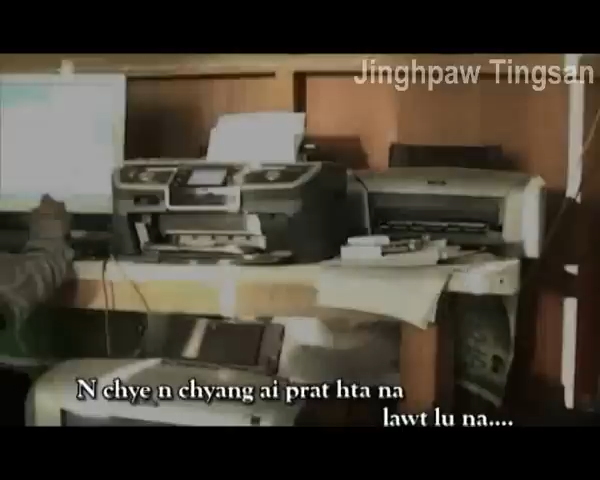 Jinghpaw Tingsan
N chye n chyang ai prat hta na
lawt lu na....